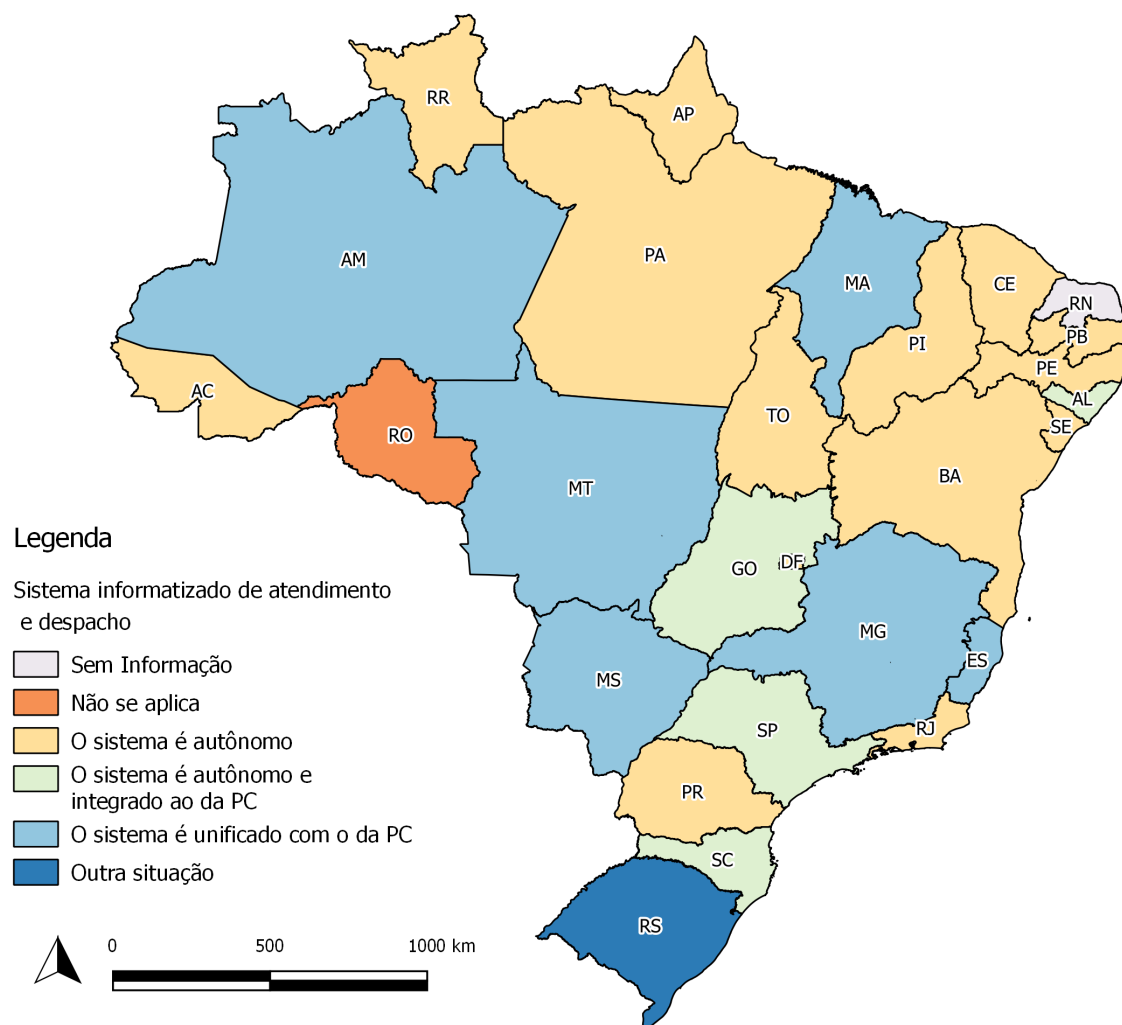 RR
AP
AM
PA
MA
CE
RN
PI
PB
PE
AC
AL
TO
SE
RO
BA
MT
GO
DF
MG
ES
MS
SP
RJ
PR
SC
RS
Legenda
Sistema informatizado de atendimento
e despacho
Sem Informação
Não se aplica
O sistema é autônomo
O sistema é autônomo e
integrado ao da PC
O sistema é unificado com o da PC
Outra situação
0 500 1000 km